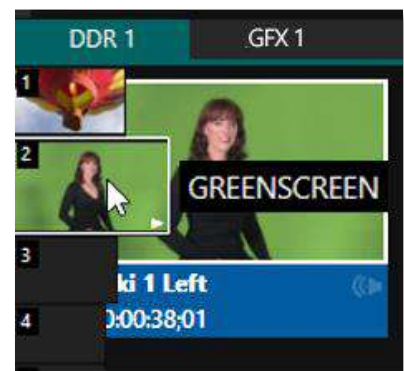 DDR 1
GFX 1
1
2
GREENSCREEN
3
ki 1 Left
4
0:00:38;01